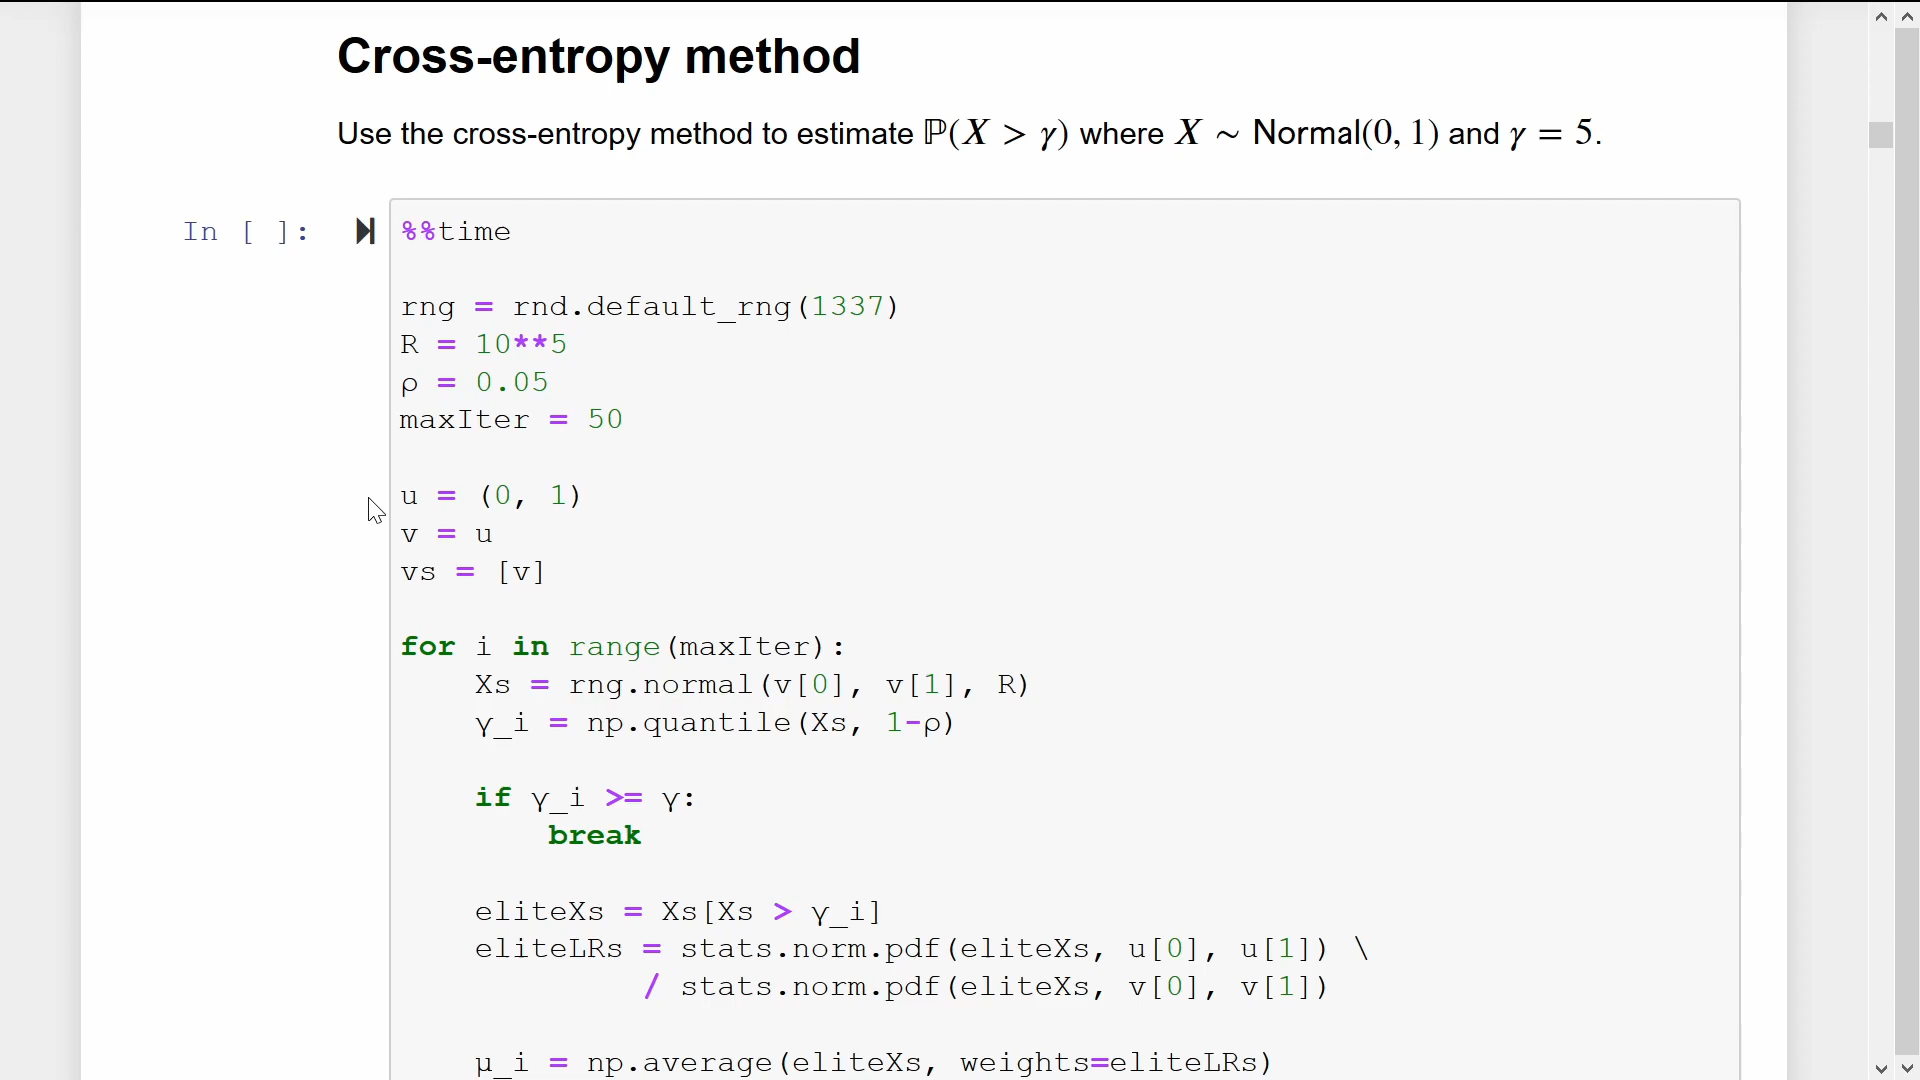 Cross-entropy method
Use the cross-entropy method to estimate ℙ(X > γ) where X ∼ Normal(0, 1) and γ = 5.
In [ ]:
%%time
rng = rnd.default_rng(1337)
R = 10**5
ρ = 0.05
maxIter = 50
u = (0, 1)
v = u
vs = [v]
for i in range(maxIter):
    Xs = rng.normal(v[0], v[1], R)
    γ_i = np.quantile(Xs, 1-ρ)
    if γ_i >= γ:
        break
    eliteXs = Xs[Xs > γ_i]
    eliteLRs = stats.norm.pdf(eliteXs, u[0], u[1]) \
             / stats.norm.pdf(eliteXs, v[0], v[1])
    μ_i = np.average(eliteXs, weights=eliteLRs)